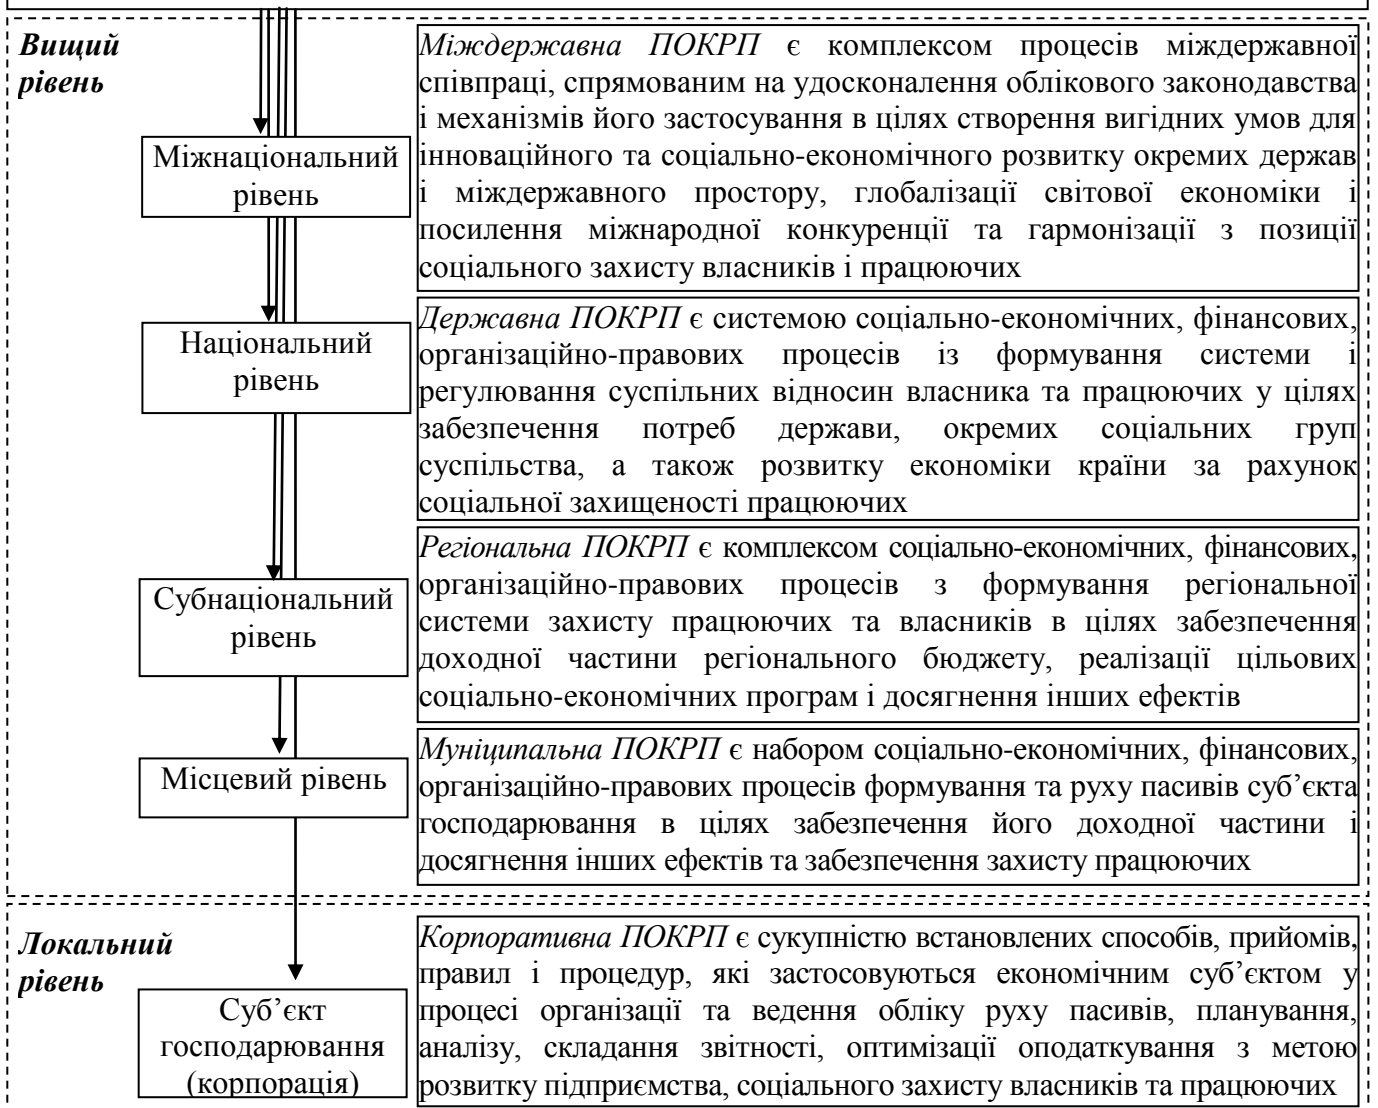 Вищий
рівень
Міждержавна ПОКРП є комплексом процесів міждержавної
співпраці, спрямованим на удосконалення облікового законодавства
і механізмів його застосування в цілях створення вигідних умов для
інноваційного та соціально-економічного розвитку окремих держав
і міждержавного простору, глобалізації світової економіки і
посилення міжнародної конкуренції та гармонізації з позиції
соціального захисту власників і працюючих
Міжнаціональний
рівень
Державна ПОКРП є системою соціально-економічних, фінансових,
організаційно-правових процесів із формування системи і
регулювання суспільних відносин власника та працюючих у цілях
забезпечення потреб держави, окремих соціальних груп
суспільства, а також розвитку економіки країни за рахунок
соціальної захищеності працюючих
Національний
рівень
Регіональна ПОКРП є комплексом соціально-економічних, фінансових,
організаційно-правових процесів з формування регіональної
системи захисту працюючих та власників в цілях забезпечення
доходної частини регіонального бюджету, реалізації цільових
соціально-економічних програм і досягнення інших ефектів
Субнаціональний
рівень
Муніципальна ПОКРП є набором соціально-економічних, фінансових,
організаційно-правових процесів формування та руху пасивів суб’єкта
господарювання в цілях забезпечення його доходної частини і
досягнення інших ефектів та забезпечення захисту працюючих
Місцевий рівень
Локальний
рівень
Корпоративна ПОКРП є сукупністю встановлених способів, прийомів,
правил і процедур, які застосовуються економічним суб’єктом у
процесі організації та ведення обліку руху пасивів, планування,
аналізу, складання звітності, оптимізації оподаткування з метою
розвитку підприємства, соціального захисту власників та працюючих
Суб’єкт
господарювання
(корпорація)